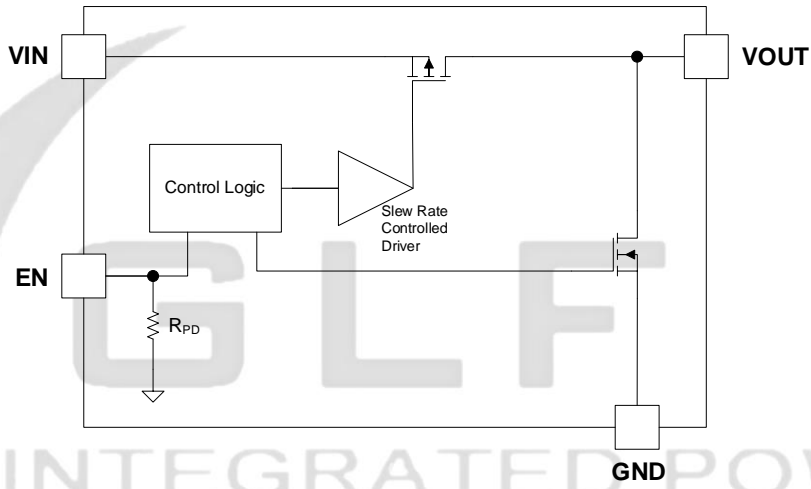 VIN
VOUT
Control Logic
Slew Rate
Controlled
Driver
EN
RPD
GLF
GND
INTEGRATED POW